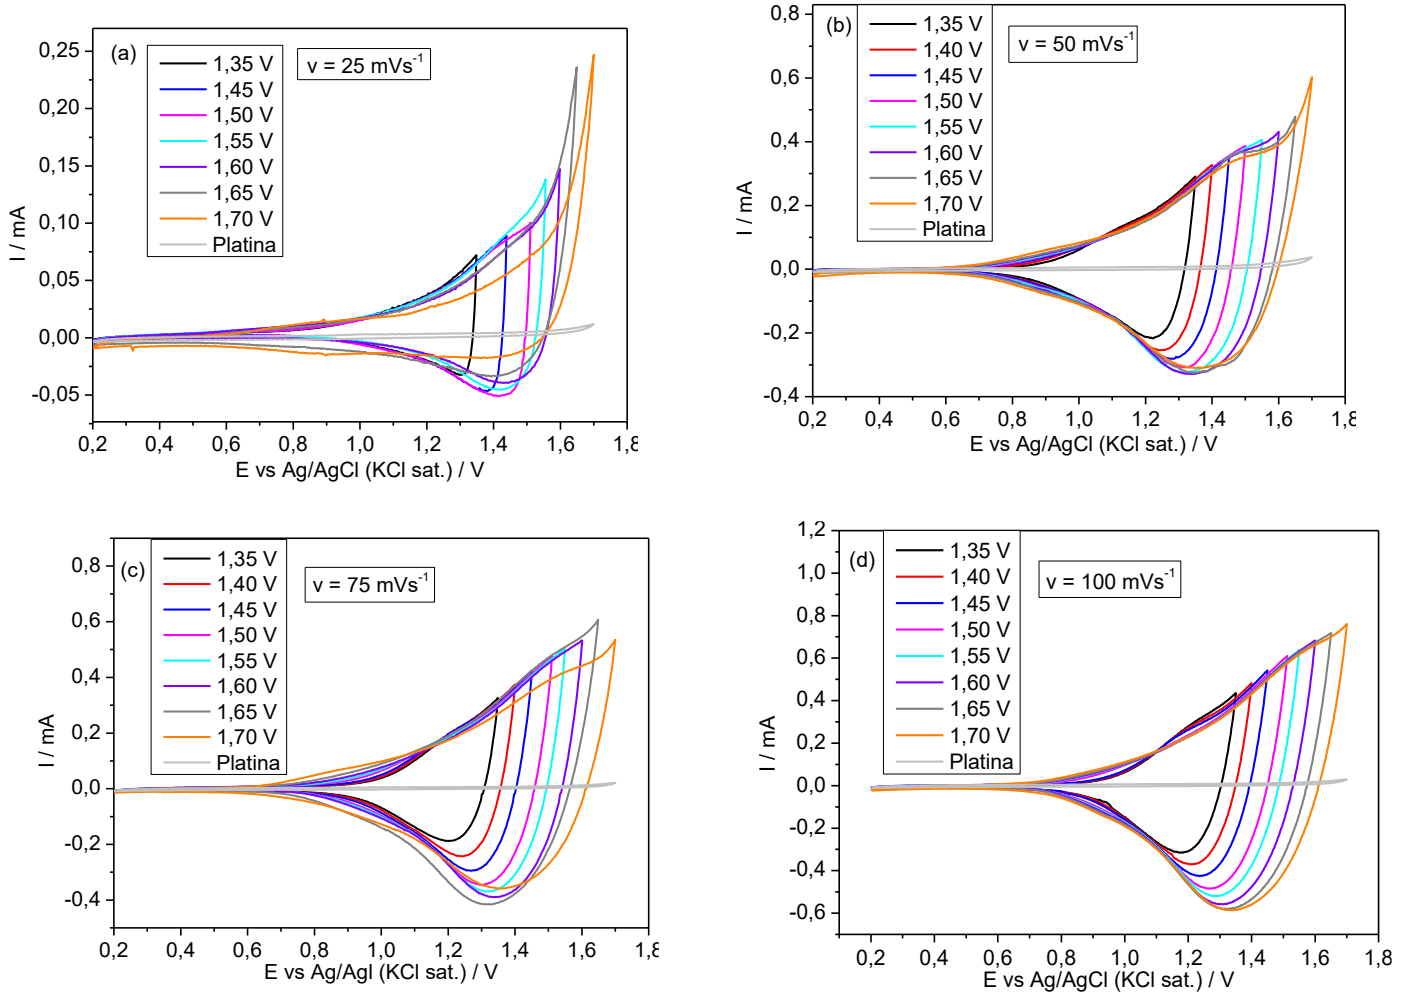 (a)
v = 25 mVs⁻¹
1,35 V
1,45 V
1,50 V
1,55 V
1,60 V
1,65 V
1,70 V
Platina
0,25
0,20
0,15
0,10
0,05
0,00
-0,05
I / mA
0,2 0,4 0,6 0,8 1,0 1,2 1,4 1,6 1,8
E vs Ag/AgCl (KCl sat.) / V
(b)
v = 50 mVs⁻¹
1,35 V
1,40 V
1,45 V
1,50 V
1,55 V
1,60 V
1,65 V
1,70 V
Platina
0,8
0,6
0,4
0,2
0,0
-0,2
-0,4
I / mA
0,2 0,4 0,6 0,8 1,0 1,2 1,4 1,6 1,8
E vs Ag/AgCl (KCl sat.) / V
(c)
v = 75 mVs⁻¹
1,35 V
1,40 V
1,45 V
1,50 V
1,55 V
1,60 V
1,65 V
1,70 V
Platina
0,8
0,6
0,4
0,2
0,0
-0,2
-0,4
I / mA
0,2 0,4 0,6 0,8 1,0 1,2 1,4 1,6 1,8
E vs Ag/AgI (KCl sat.) / V
(d)
v = 100 mVs⁻¹
1,35 V
1,40 V
1,45 V
1,50 V
1,55 V
1,60 V
1,65 V
1,70 V
Platina
1,2
1,0
0,8
0,6
0,4
0,2
0,0
-0,2
-0,4
-0,6
I / mA
0,2 0,4 0,6 0,8 1,0 1,2 1,4 1,6 1,8
E vs Ag/AgCl (KCl sat.) / V